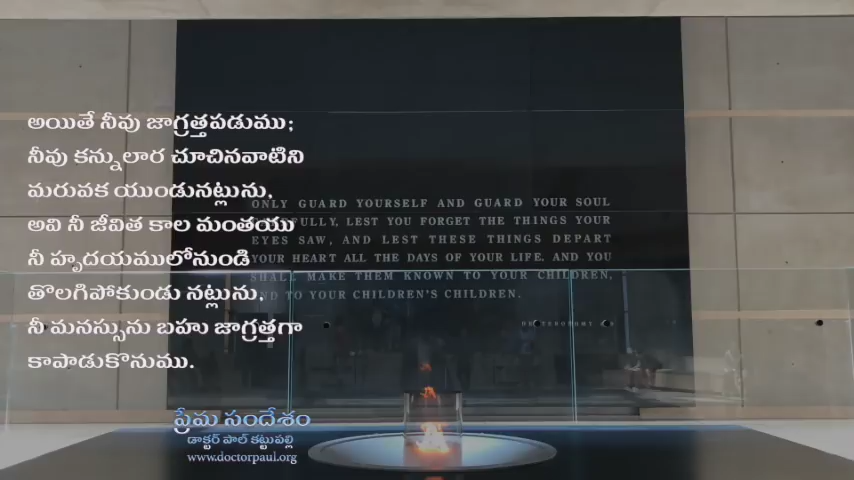 అయితే నీవు జాగ్రత్తపడుము;
నీవు కన్నులార చూచినవాటిని
మరువక యుండునట్లును,
అవి నీ జీవిత కాల మంతయు
నీ హృదయములోనుండి
తొలగిపోకుండు నట్లును,
నీ మనస్సును బహు జాగ్రత్తగా
కాపాడుకొనుము.
ONLY GUARD YOURSELF AND GUARD YOUR SOUL
LEST YOU FORGET THE THINGS YOUR
EYES SAW, AND LEST THESE THINGS DEPART
YOUR HEART ALL THE DAYS OF YOUR LIFE. AND YOU
SHALL MAKE THEM KNOWN TO YOUR CHILDREN,
AND TO YOUR CHILDREN'S CHILDREN.
ప్రేమ సందేశం
డాక్టర్ పాల్ కట్టుపల్లి
www.doctorpaul.org